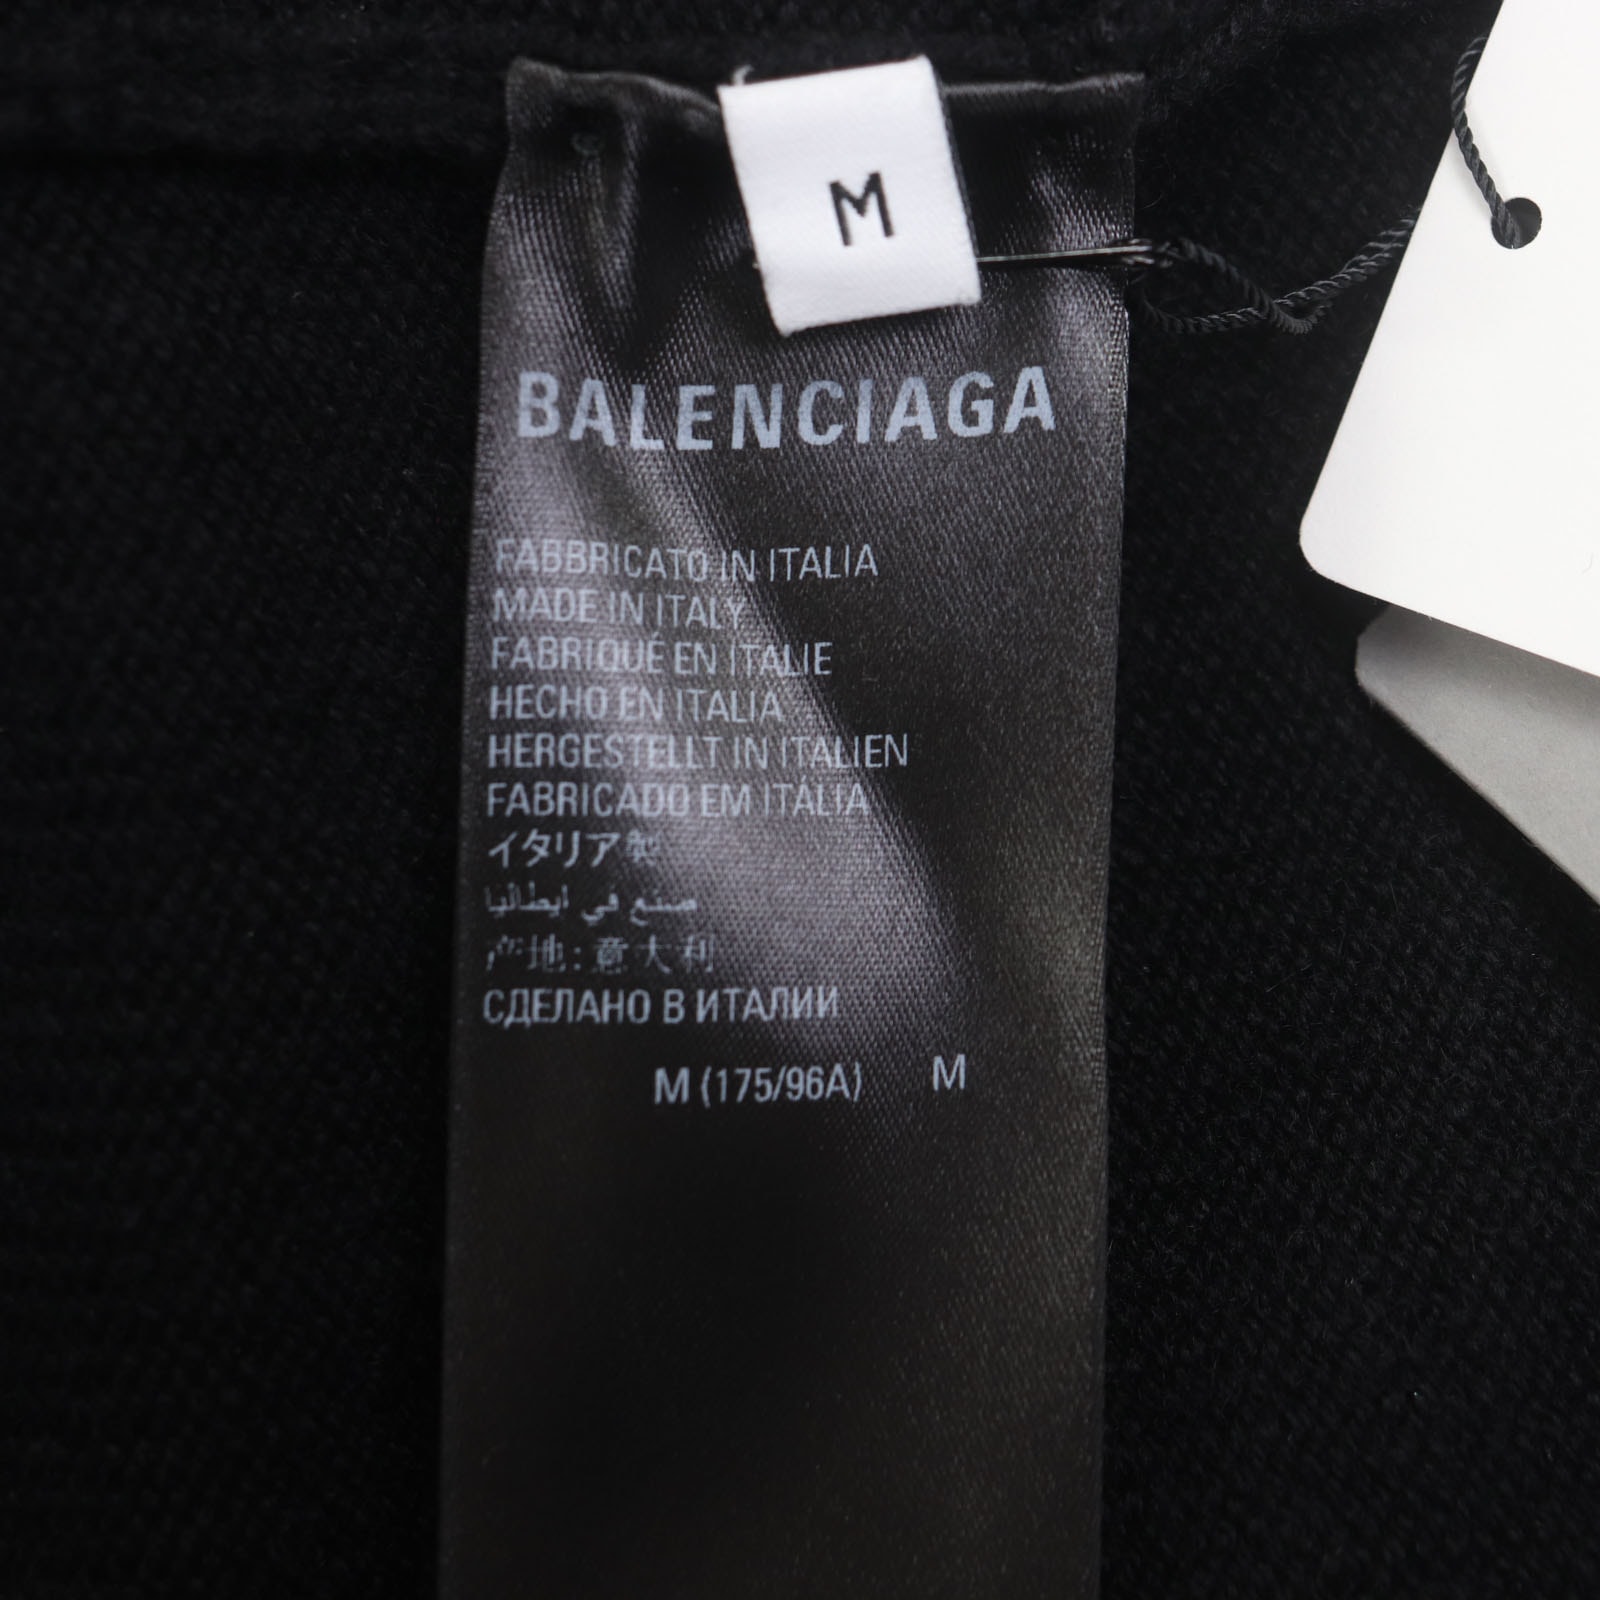 M
BALENCIAGA
FABBRICATO IN ITALIA
MADE IN ITALY
FABRIQUÉ EN ITALIE
HECHO EN ITALIA
HERGESTELLT IN ITALIEN
FABRICADO EM ITÁLIA
イタリア製
صنع في ايطاليا
产地:意大利
СДЕЛАНО В ИТАЛИИ
M (175/96A) M